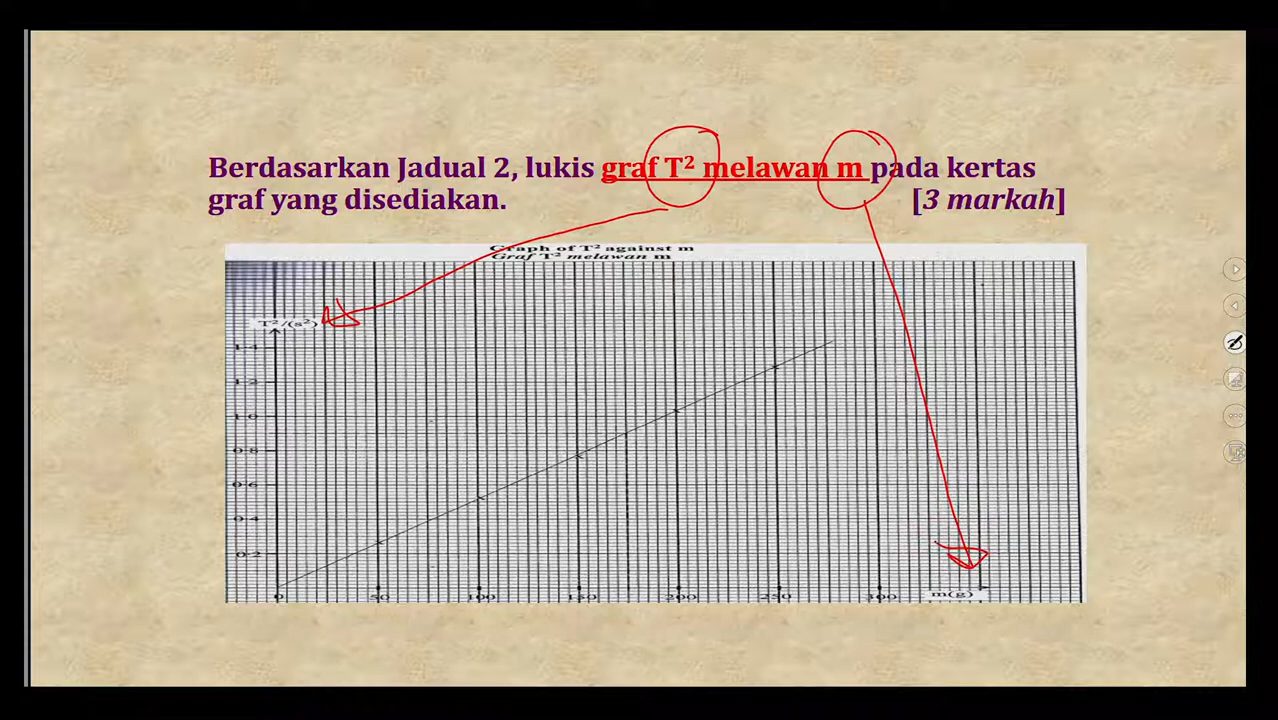 Berdasarkan Jadual 2, lukis graf T² melawan m pada kertas
graf yang disediakan. [3 markah]
Graph of T² against m
Graf T² melawan m
T²/(s²)
1·4
1·2
1·0
0·8
0·6
0·4
0·2
0 50 100 150 200 250 300 m(g)